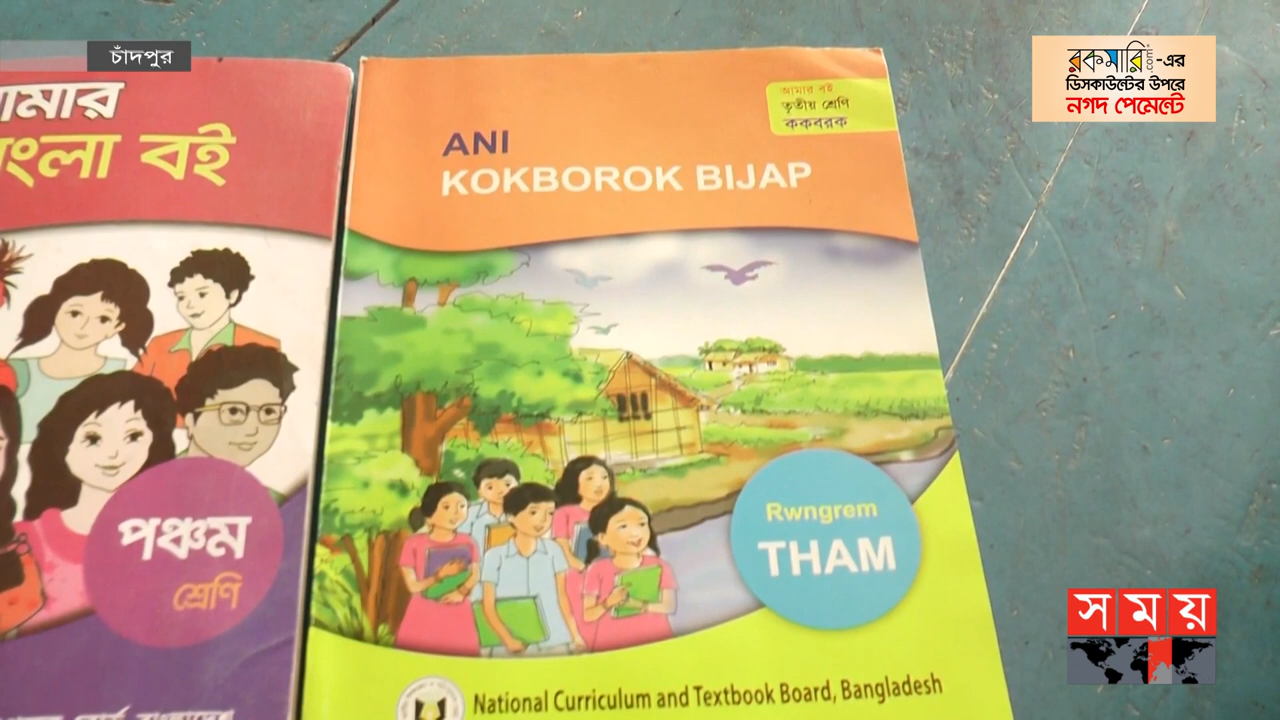 চাঁদপুর
রকমারি.com -এর
ডিসকাউন্টের উপরে
নগদ পেমেন্টে
বই
পঞ্চম
শ্রেণি
আমার বই
তৃতীয় শ্রেণি
ককবরক
ANI
KOKBOROK BIJAP
Rwngrem
THAM
National Curriculum and Textbook Board, Bangladesh
সময়